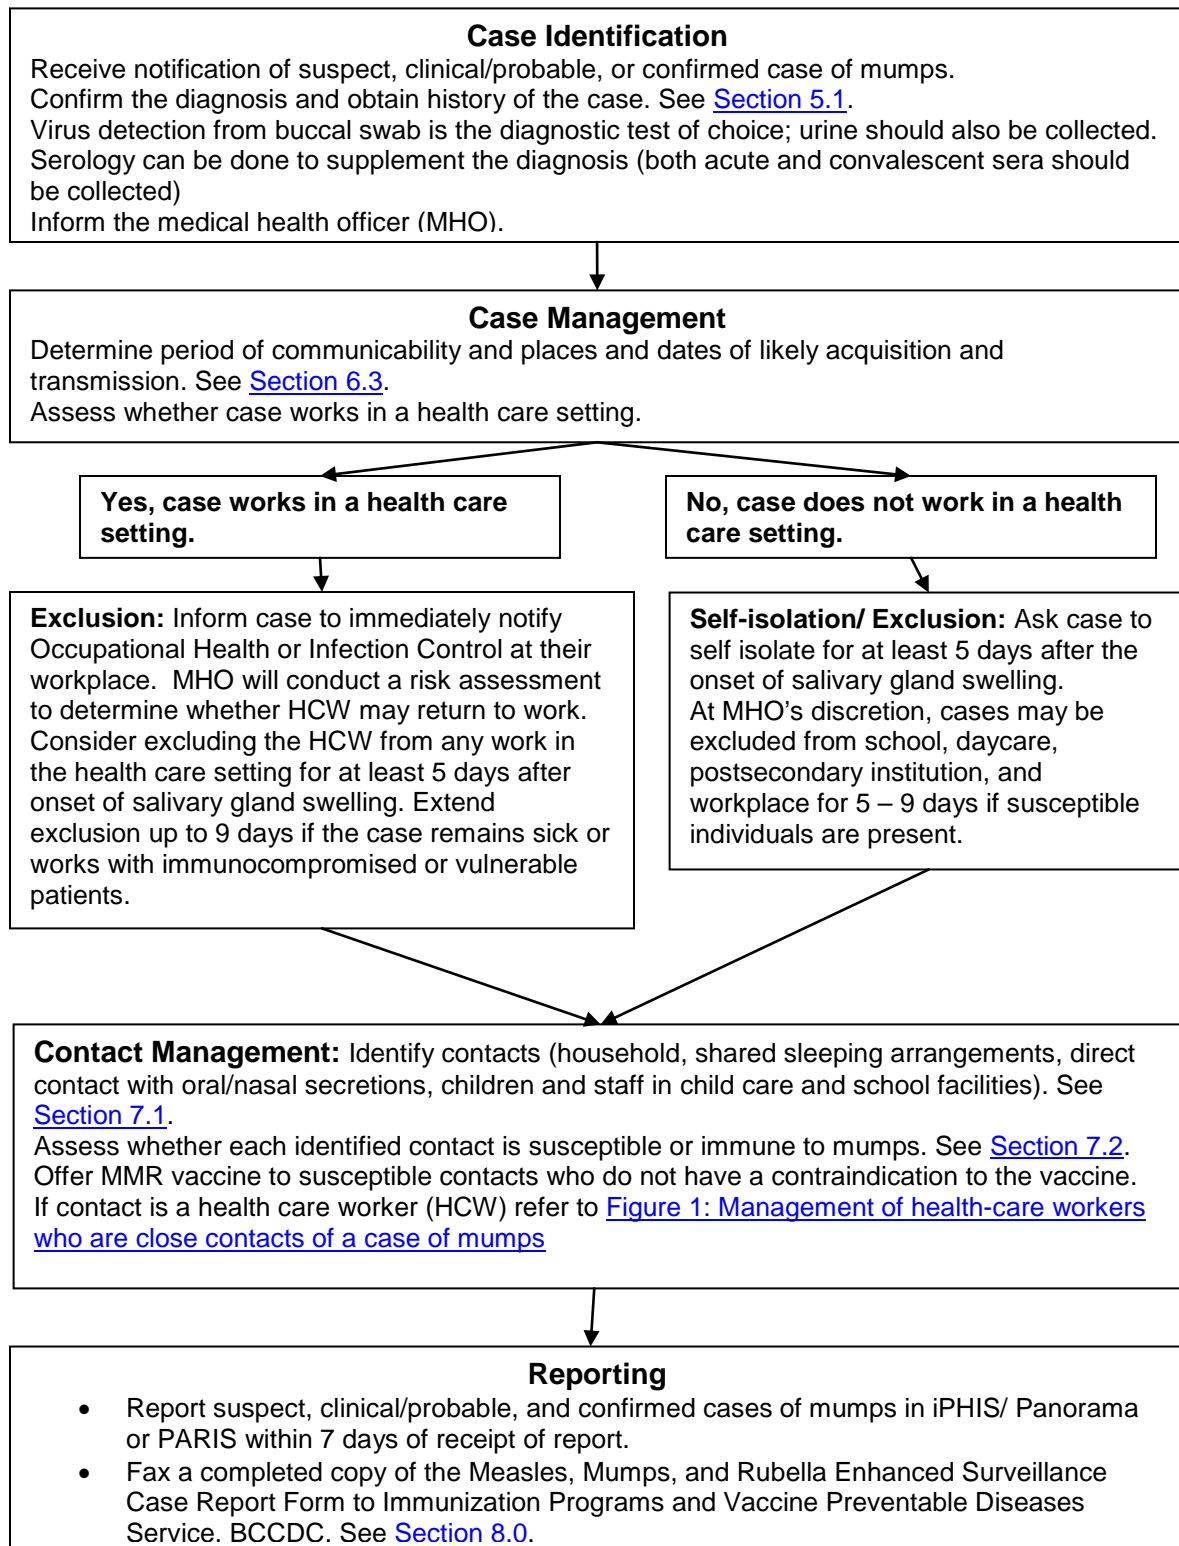 Case Identification
Receive notification of suspect, clinical/probable, or confirmed case of mumps.
Confirm the diagnosis and obtain history of the case. See Section 5.1.
Virus detection from buccal swab is the diagnostic test of choice; urine should also be collected.
Serology can be done to supplement the diagnosis (both acute and convalescent sera should
be collected)
Inform the medical health officer (MHO).
Case Management
Determine period of communicability and places and dates of likely acquisition and
transmission. See Section 6.3.
Assess whether case works in a health care setting.
Yes, case works in a health care
setting.
No, case does not work in a health
care setting.
Exclusion: Inform case to immediately notify
Occupational Health or Infection Control at their
workplace.  MHO will conduct a risk assessment
to determine whether HCW may return to work.
Consider excluding the HCW from any work in
the health care setting for at least 5 days after
onset of salivary gland swelling. Extend
exclusion up to 9 days if the case remains sick or
works with immunocompromised or vulnerable
patients.
Self-isolation/ Exclusion: Ask case to
self isolate for at least 5 days after the
onset of salivary gland swelling.
At MHO's discretion, cases may be
excluded from school, daycare,
postsecondary institution, and
workplace for 5 – 9 days if susceptible
individuals are present.
Contact Management: Identify contacts (household, shared sleeping arrangements, direct
contact with oral/nasal secretions, children and staff in child care and school facilities). See
Section 7.1.
Assess whether each identified contact is susceptible or immune to mumps. See Section 7.2.
Offer MMR vaccine to susceptible contacts who do not have a contraindication to the vaccine.
If contact is a health care worker (HCW) refer to Figure 1: Management of health-care workers
who are close contacts of a case of mumps
Reporting
• Report suspect, clinical/probable, and confirmed cases of mumps in iPHIS/ Panorama
or PARIS within 7 days of receipt of report.
• Fax a completed copy of the Measles, Mumps, and Rubella Enhanced Surveillance
Case Report Form to Immunization Programs and Vaccine Preventable Diseases
Service, BCCDC. See Section 8.0.